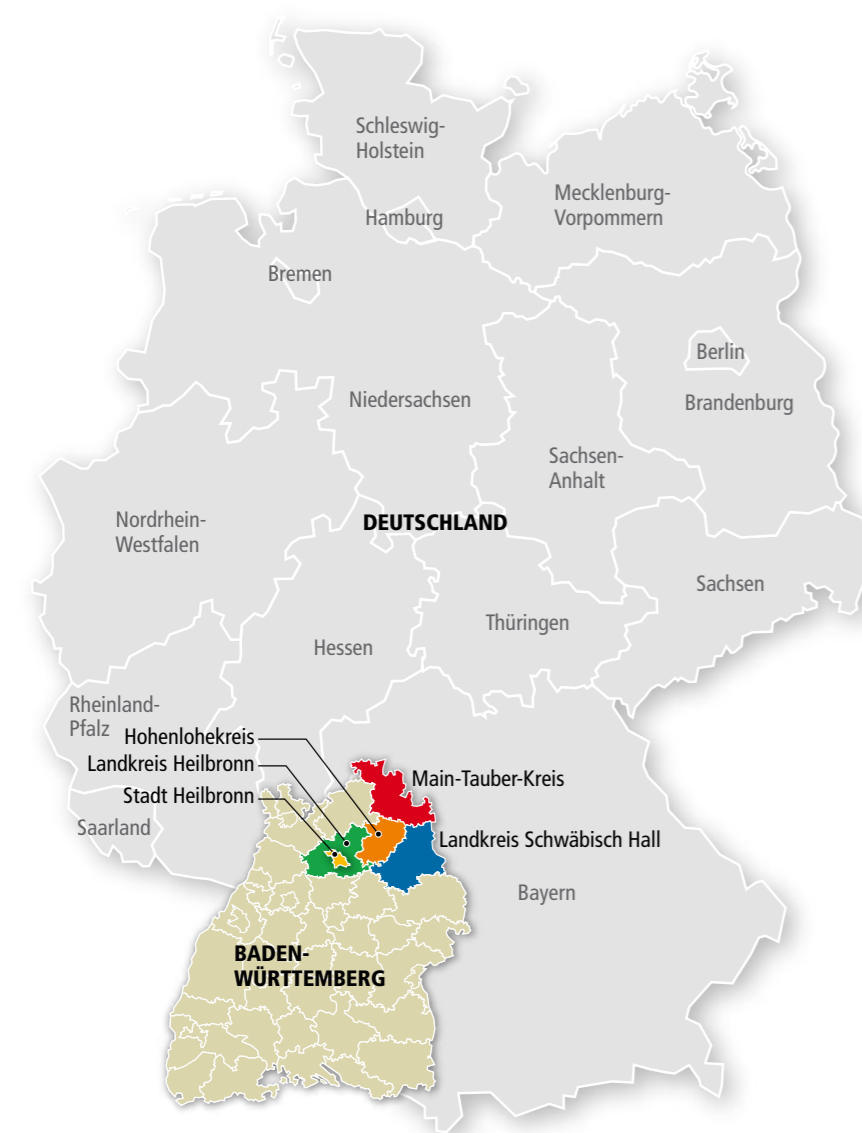 Schleswig-
Holstein
Mecklenburg-
Vorpommern
Hamburg
Bremen
Berlin
Niedersachsen
Brandenburg
Sachsen-
Anhalt
Nordrhein-
Westfalen
DEUTSCHLAND
Sachsen
Thüringen
Hessen
Rheinland-
Pfalz
Hohenlohekreis
Landkreis Heilbronn
Main-Tauber-Kreis
Stadt Heilbronn
Saarland
Landkreis Schwäbisch Hall
Bayern
BADEN-
WÜRTTEMBERG